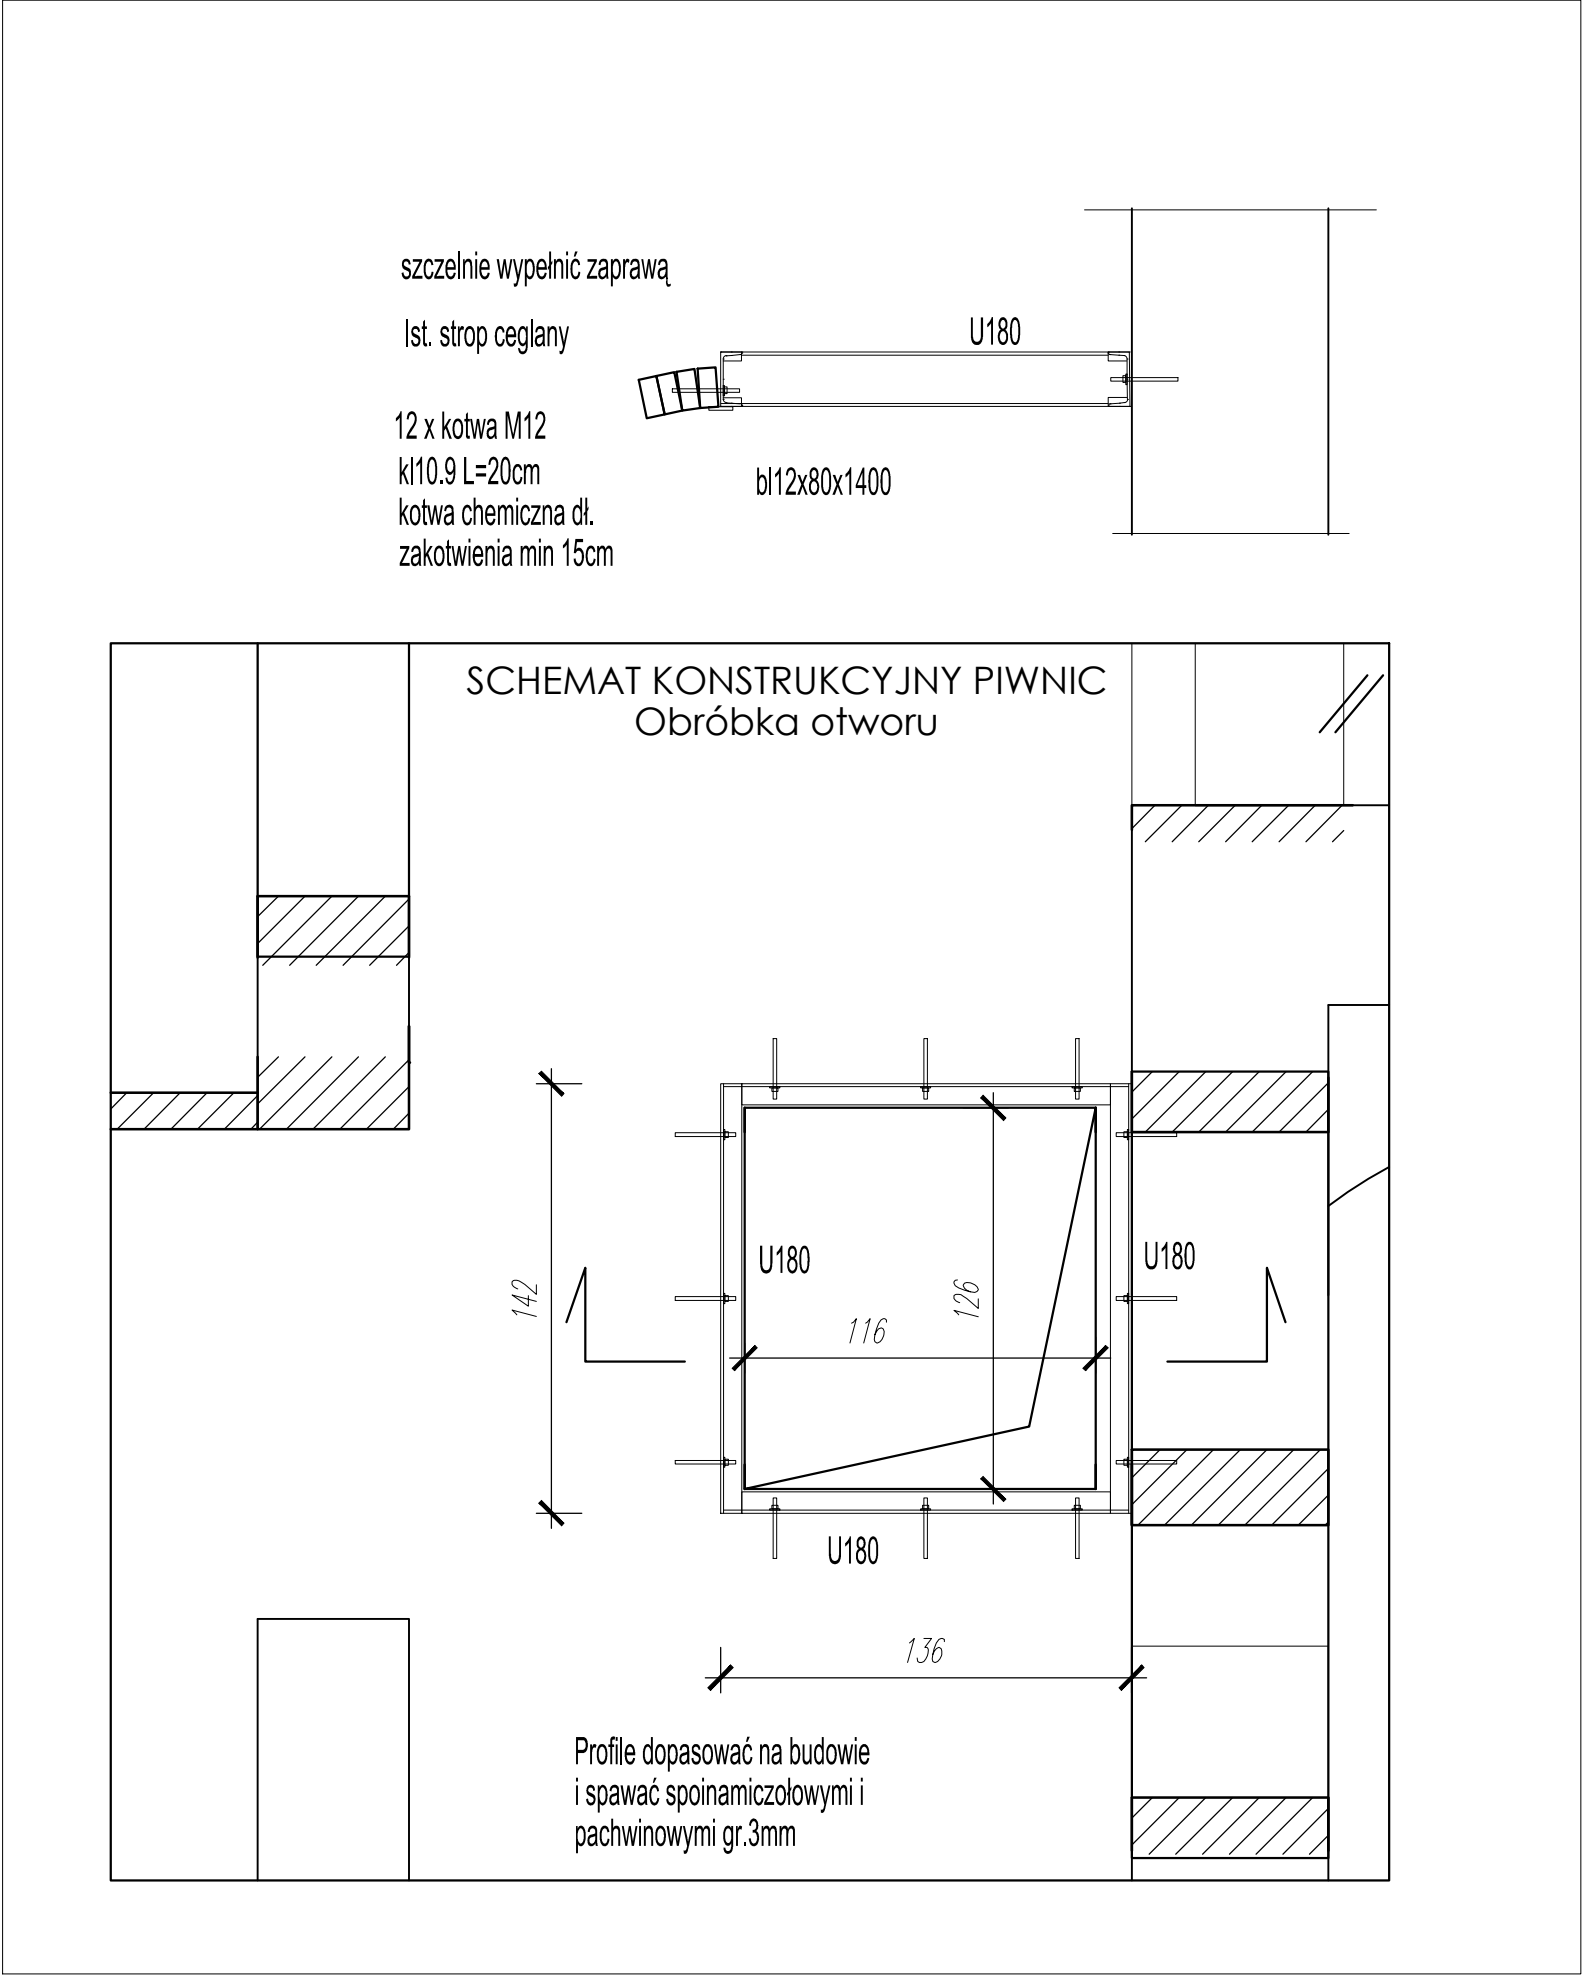 szczelnie wypełnić zaprawą
Ist. strop ceglany
U180
12 x kotwa M12
kl10.9 L=20cm
kotwa chemiczna dł.
zakotwienia min 15cm
bl12x80x1400
SCHEMAT KONSTRUKCYJNY PIWNIC
Obróbka otworu
U180
U180
142
126
116
U180
136
Profile dopasować na budowie
i spawać spoinamiczołowymi i
pachwinowymi gr.3mm